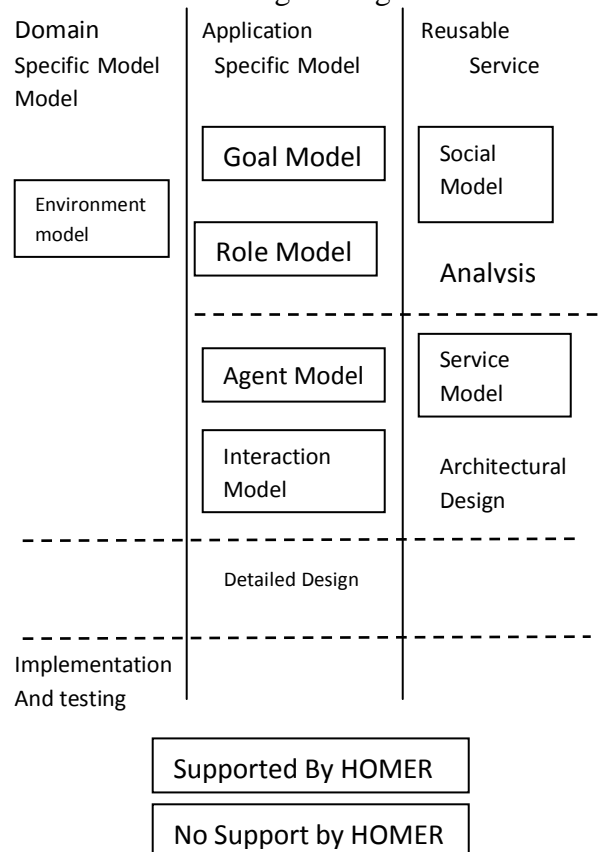 Domain
Specific Model
Model
Application
Specific Model
Reusable
Service
Goal Model
Social
Model
Environment
model
Role Model
Analysis
Agent Model
Service
Model
Interaction
Model
Architectural
Design
Detailed Design
Implementation
And testing
Supported By HOMER
No Support by HOMER